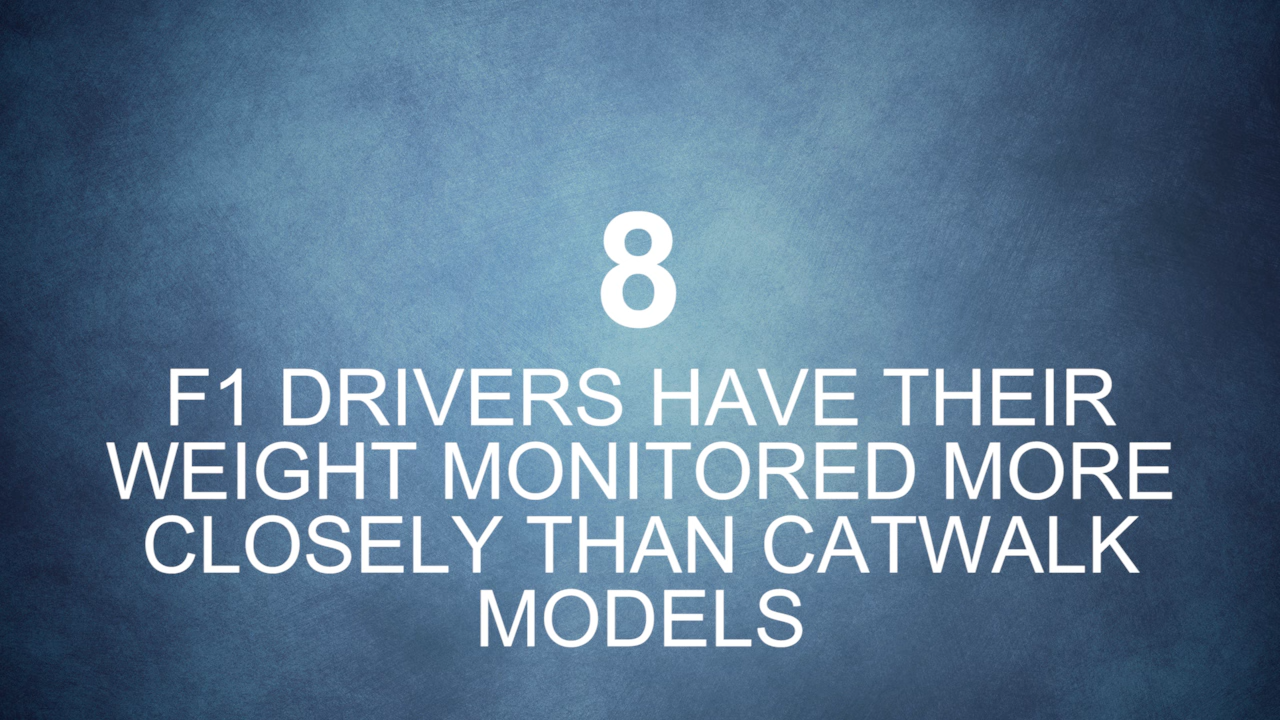 8
F1 DRIVERS HAVE THEIR
WEIGHT MONITORED MORE
CLOSELY THAN CATWALK
MODELS